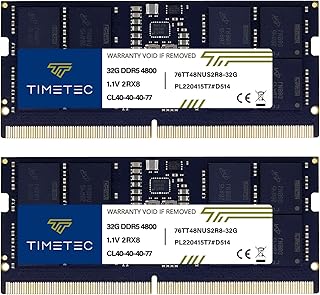 WARRANTY VOID IF REMOVED
32G DDR5 4800
76TT48NUS2R8-32G
1.1V 2RX8
PL220415T7#D514
CL40-40-40-77
TIMETEC
WARRANTY VOID IF REMOVED
32G DDR5 4800
76TT48NUS2R8-32G
1.1V 2RX8
PL220415T7#D514
CL40-40-40-77
TIMETEC